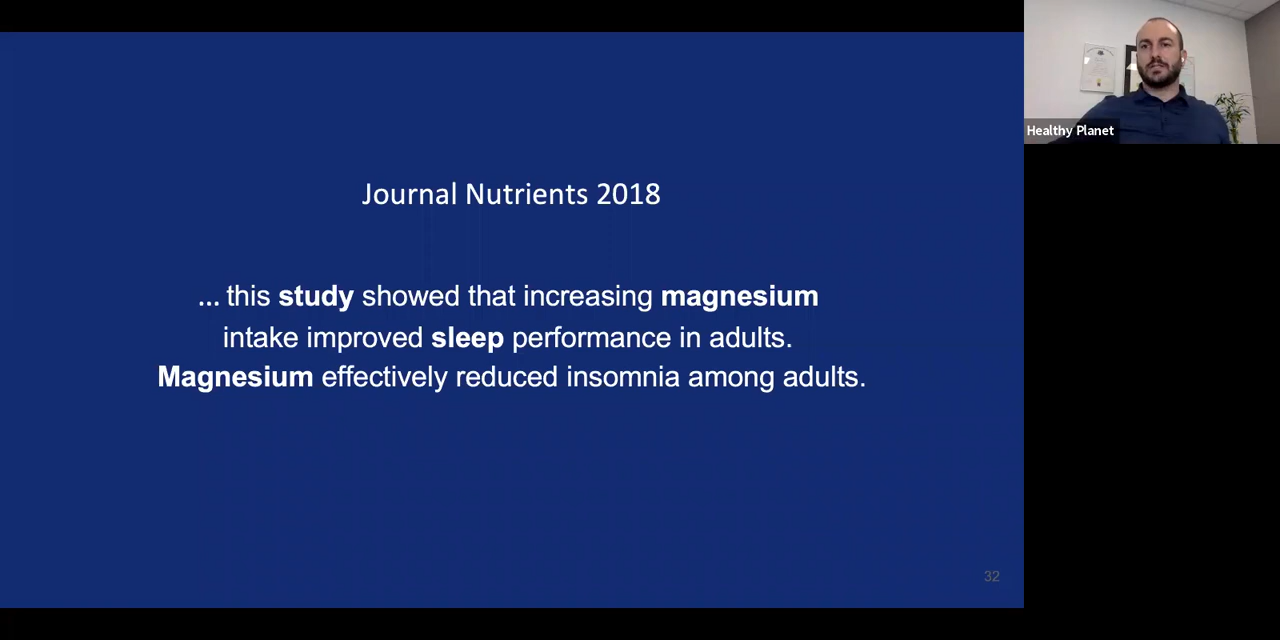 Healthy Planet
Journal Nutrients 2018
... this study showed that increasing magnesium
intake improved sleep performance in adults.
Magnesium effectively reduced insomnia among adults.
32